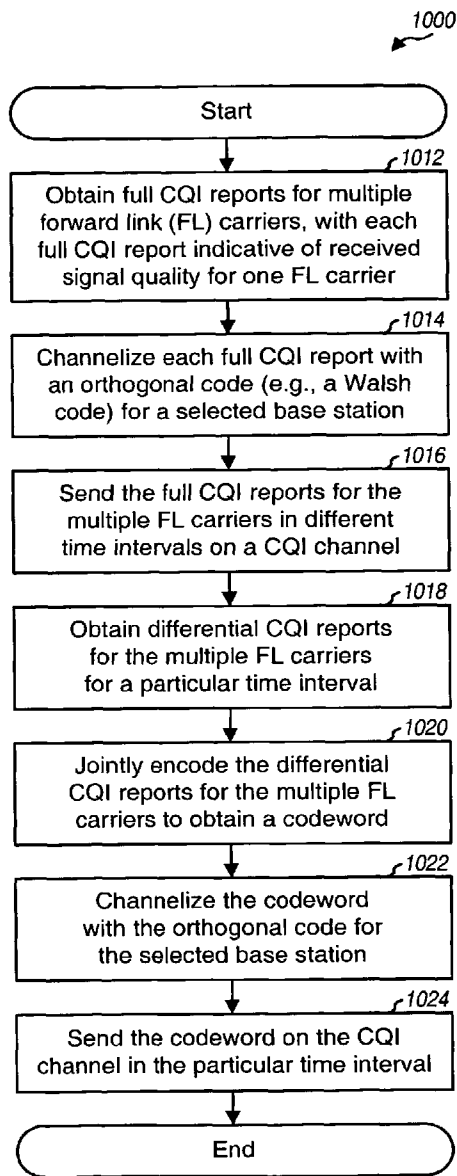 1000
Start
1012
Obtain full CQI reports for multiple
forward link (FL) carriers, with each
full CQI report indicative of received
signal quality for one FL carrier
1014
Channelize each full CQI report with
an orthogonal code (e.g., a Walsh
code) for a selected base station
1016
Send the full CQI reports for the
multiple FL carriers in different
time intervals on a CQI channel
1018
Obtain differential CQI reports
for the multiple FL carriers
for a particular time interval
1020
Jointly encode the differential
CQI reports for the multiple FL
carriers to obtain a codeword
1022
Channelize the codeword
with the orthogonal code for
the selected base station
1024
Send the codeword on the CQI
channel in the particular time interval
End